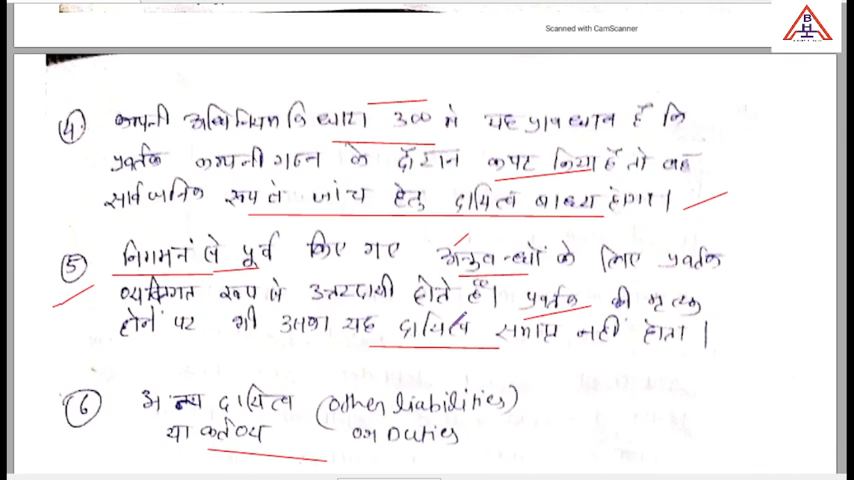 Scanned with CamScanner
BHI
④ कम्पनी अधिनियम कि धारा 300 मे यह प्रावधान हैं कि
प्रवर्तक कम्पनी गठन के दौरान कपट किया हैं तो वह
सार्वजनिक रूप से जांच हेतु दायित्व बाध्य होगा।
⑤ निगमन से पूर्व किए गए अनुबन्धों के लिए प्रवर्तक
व्यक्तिगत रूप से उत्तरदायी होते हैं। प्रवर्तक की मृत्यु
होने पर भी उसका यह दायित्व समाप्त नहीं होता।
⑥ अन्य दायित्व (Other liabilities)
या कर्तव्य or Duties